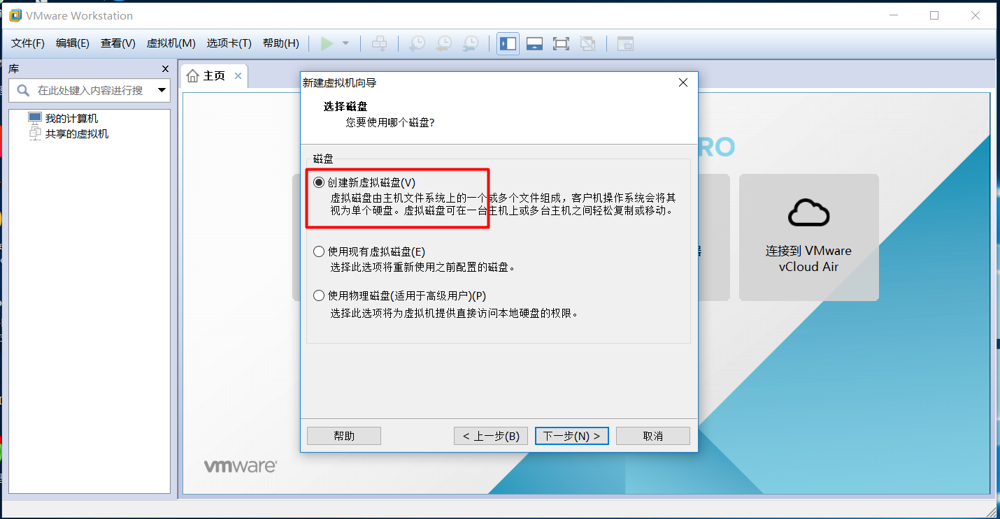 VMware Workstation
文件(F) 编辑(E) 查看(V) 虚拟机(M) 选项卡(T) 帮助(H)
库
在此处键入内容进行搜
我的计算机
共享的虚拟机
主页
RO
连接到 VMware
vCloud Air
vmware
新建虚拟机向导
选择磁盘
您要使用哪个磁盘?
磁盘
创建新虚拟磁盘(V)
虚拟磁盘由主机文件系统上的一个或多个文件组成，客户机操作系统会将其
视为单个硬盘。虚拟磁盘可在一台主机上或多台主机之间轻松复制或移动。
使用现有虚拟磁盘(E)
选择此选项将重新使用之前配置的磁盘。
使用物理磁盘(适用于高级用户)(P)
选择此选项将为虚拟机提供直接访问本地硬盘的权限。
帮助 < 上一步(B) 下一步(N) > 取消